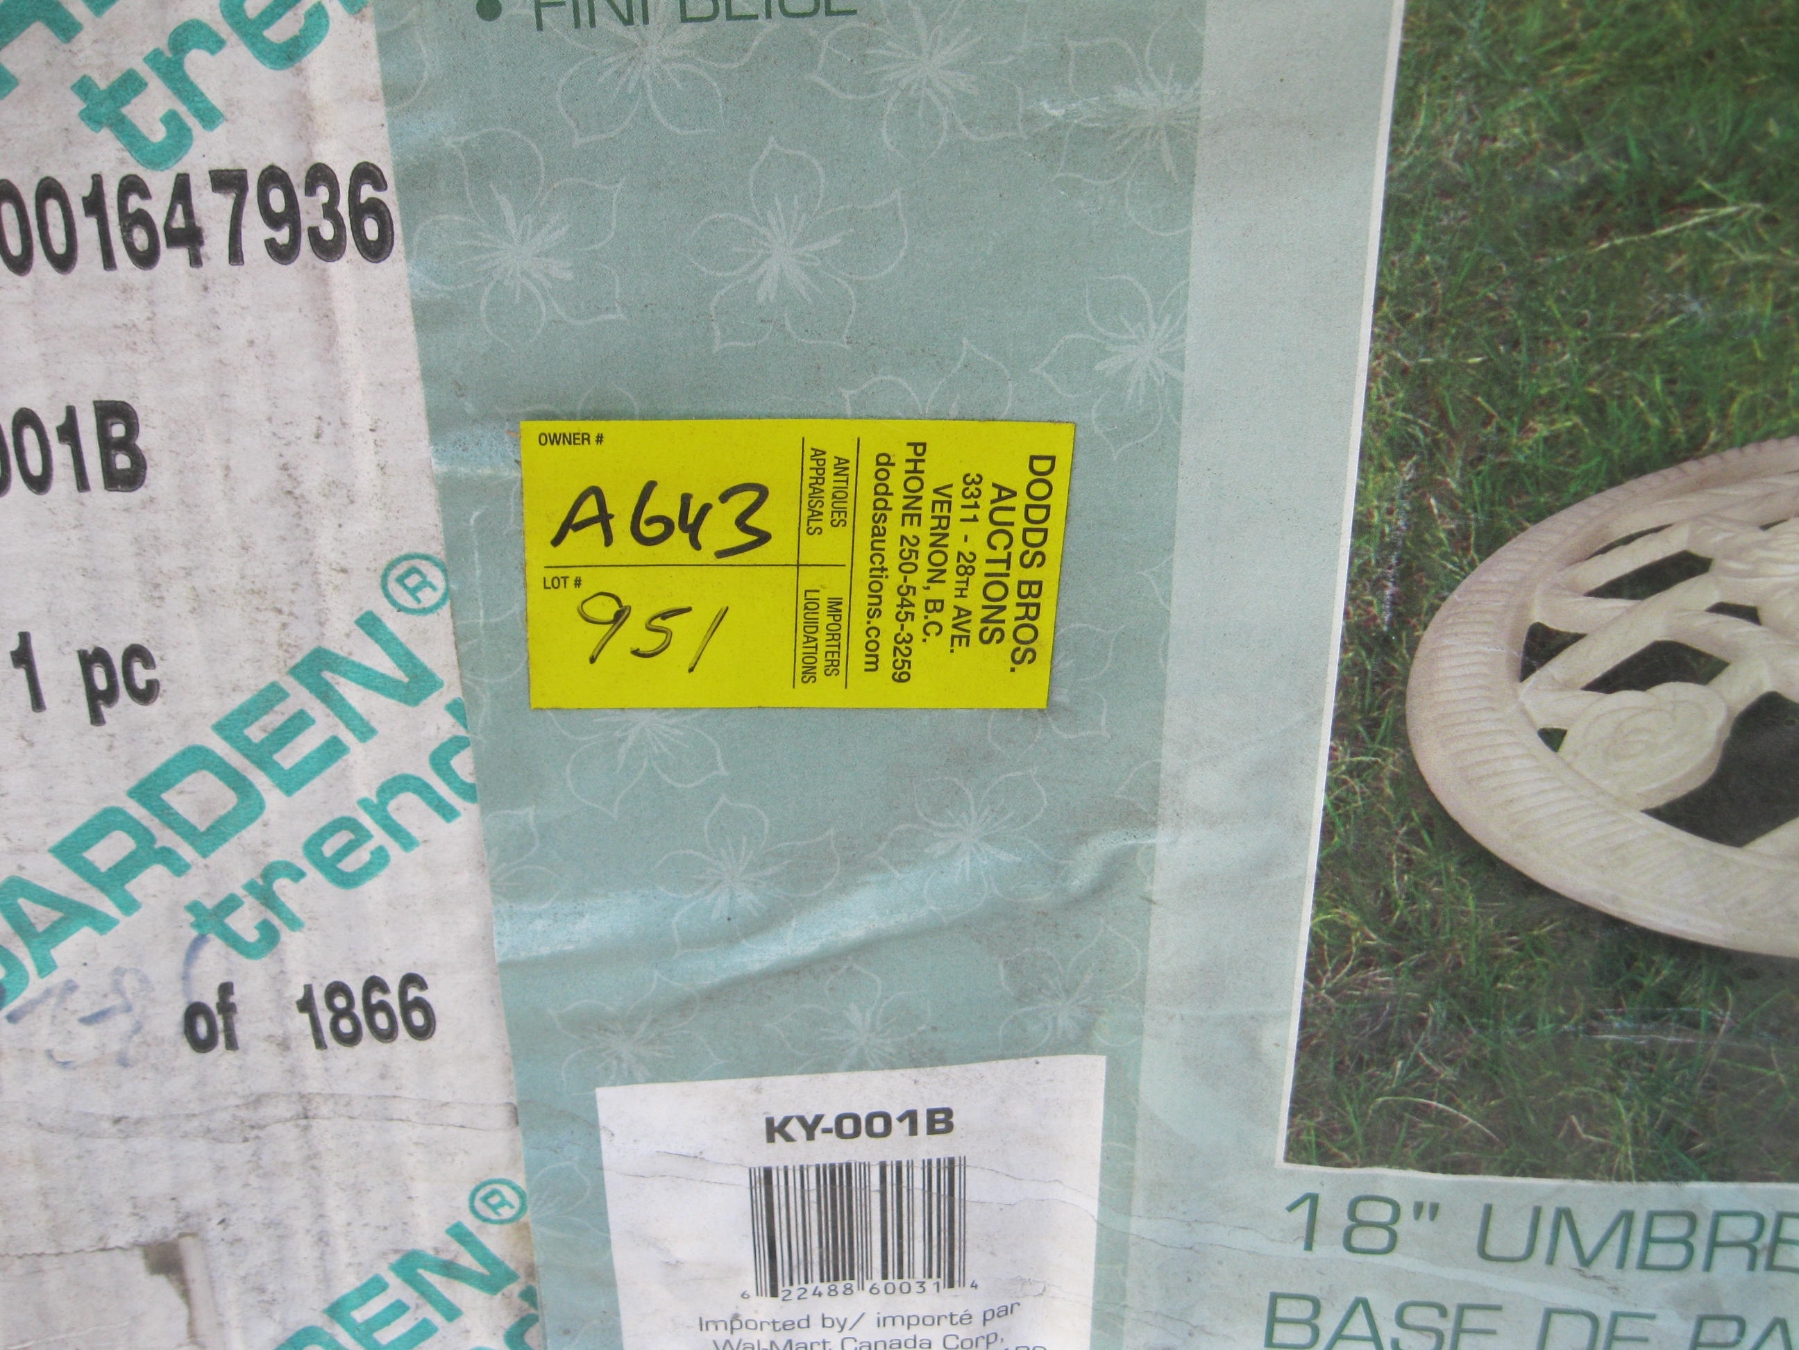 FINI BEIGE
001647936
001B
1 pc
GARDEN®
trend
of 1866
OWNER #
A643
LOT #
951
ANTIQUES
APPRAISALS
IMPORTERS
LIQUIDATIONS
DODDS BROS.
AUCTIONS
3311 - 28TH AVE.
VERNON, B.C.
PHONE 250-545-3259
doddsauctions.com
KY-001B
6 22488 60031 4
Imported by/ importé par
Wal-Mart Canada Corp.
18" UMBRE
BASE DE PA